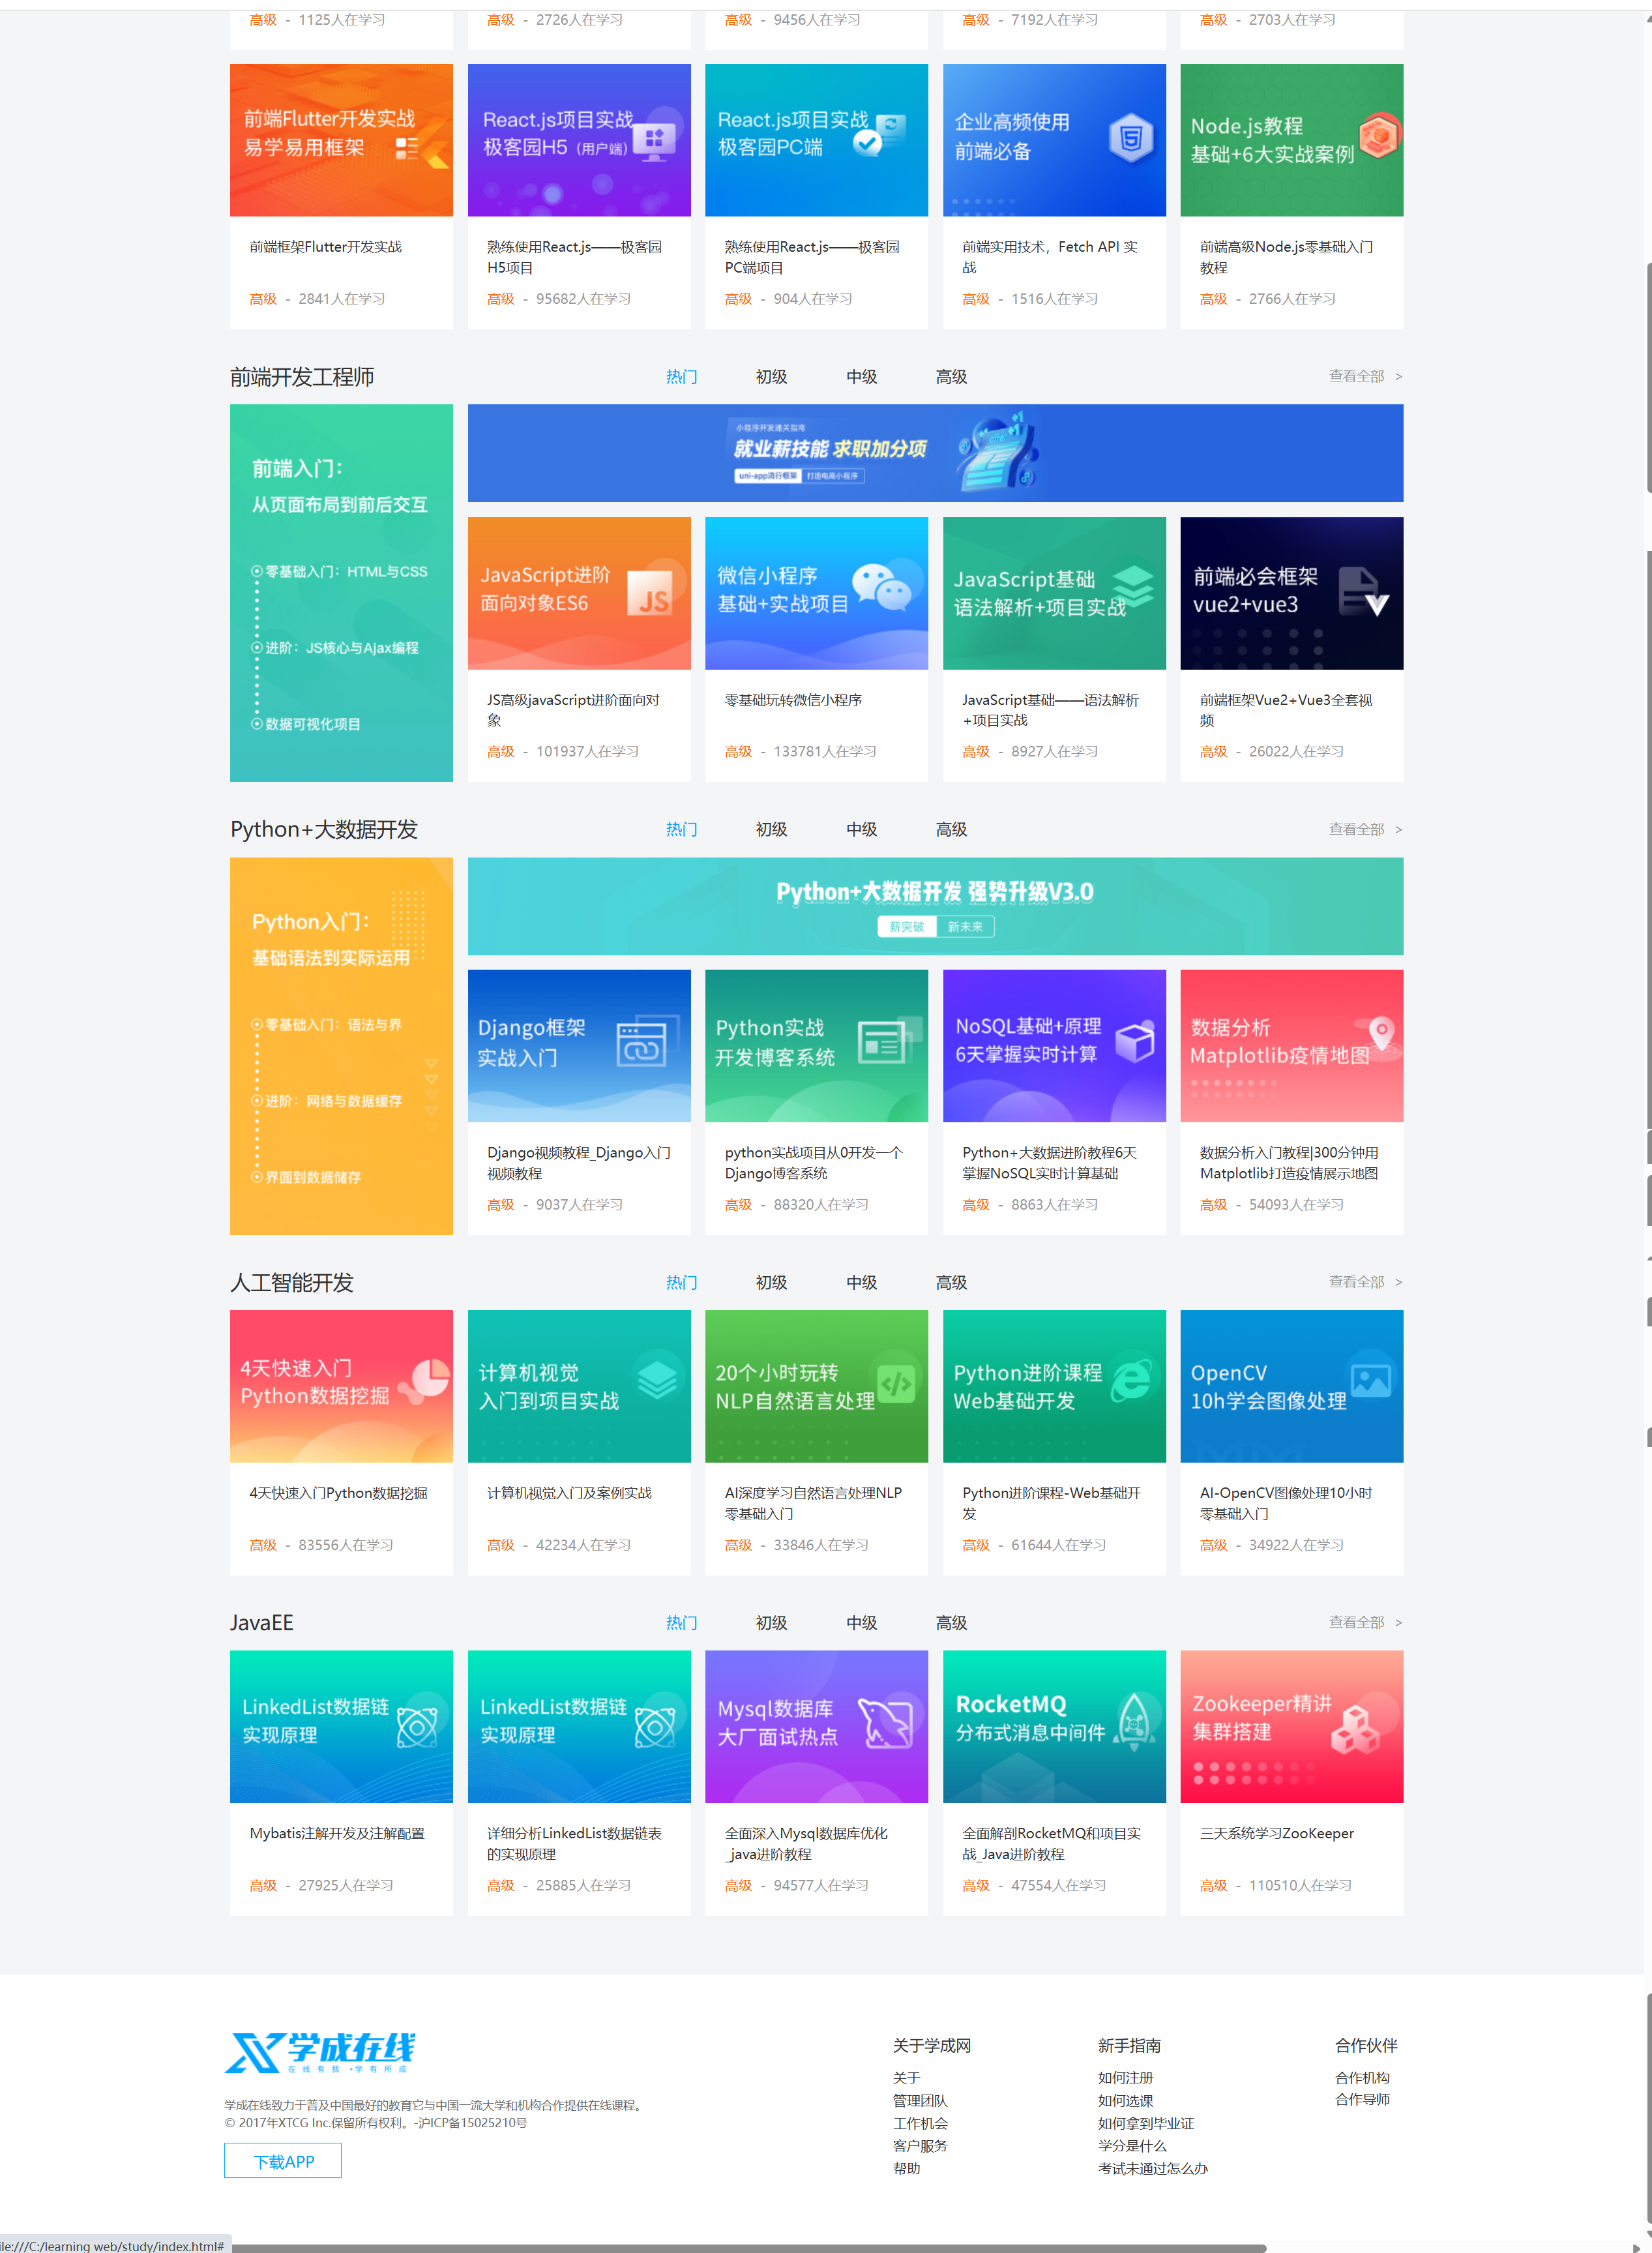 高级 - 1125人在学习
高级 - 2726人在学习
高级 - 9456人在学习
高级 - 7192人在学习
高级 - 2703人在学习
前端Flutter开发实战
易学易用框架
React.js项目实战
极客园H5（用户端）
React.js项目实战
极客园PC端
企业高频使用
前端必备
Node.js教程
基础+6大实战案例
前端框架Flutter开发实战
高级 - 2841人在学习
熟练使用React.js——极客园
H5项目
高级 - 95682人在学习
熟练使用React.js——极客园
PC端项目
高级 - 904人在学习
前端实用技术，Fetch API 实
战
高级 - 1516人在学习
前端高级Node.js零基础入门
教程
高级 - 2766人在学习
前端开发工程师
热门 初级 中级 高级
查看全部 >
前端入门：
从页面布局到前后交互
零基础入门：HTML与CSS
进阶：JS核心与Ajax编程
数据可视化项目
小程序开发通关指南
就业薪技能 求职加分项
uni-app流行框架 打造电商小程序
JavaScript进阶
面向对象ES6
JS
微信小程序
基础+实战项目
JavaScript基础
语法解析+项目实战
前端必会框架
vue2+vue3
JS高级javaScript进阶面向对
象
高级 - 101937人在学习
零基础玩转微信小程序
高级 - 133781人在学习
JavaScript基础——语法解析
+项目实战
高级 - 8927人在学习
前端框架Vue2+Vue3全套视
频
高级 - 26022人在学习
Python+大数据开发
热门 初级 中级 高级
查看全部 >
Python入门：
基础语法到实际运用
零基础入门：语法与界
进阶：网络与数据缓存
界面到数据储存
Python+大数据开发 强势升级V3.0
薪突破 新未来
Django框架
实战入门
Python实战
开发博客系统
NoSQL基础+原理
6天掌握实时计算
数据分析
Matplotlib疫情地图
Django视频教程_Django入门
视频教程
高级 - 9037人在学习
python实战项目从0开发一个
Django博客系统
高级 - 88320人在学习
Python+大数据进阶教程6天
掌握NoSQL实时计算基础
高级 - 8863人在学习
数据分析入门教程|300分钟用
Matplotlib打造疫情展示地图
高级 - 54093人在学习
人工智能开发
热门 初级 中级 高级
查看全部 >
4天快速入门
Python数据挖掘
计算机视觉
入门到项目实战
20个小时玩转
NLP自然语言处理
Python进阶课程
Web基础开发
OpenCV
10h学会图像处理
4天快速入门Python数据挖掘
高级 - 83556人在学习
计算机视觉入门及案例实战
高级 - 42234人在学习
AI深度学习自然语言处理NLP
零基础入门
高级 - 33846人在学习
Python进阶课程-Web基础开
发
高级 - 61644人在学习
AI-OpenCV图像处理10小时
零基础入门
高级 - 34922人在学习
JavaEE
热门 初级 中级 高级
查看全部 >
LinkedList数据链
实现原理
LinkedList数据链
实现原理
Mysql数据库
大厂面试热点
RocketMQ
分布式消息中间件
Zookeeper精讲
集群搭建
Mybatis注解开发及注解配置
高级 - 27925人在学习
详细分析LinkedList数据链表
的实现原理
高级 - 25885人在学习
全面深入Mysql数据库优化
_java进阶教程
高级 - 94577人在学习
全面解剖RocketMQ和项目实
战_Java进阶教程
高级 - 47554人在学习
三天系统学习ZooKeeper
高级 - 110510人在学习
学成在线
在线有我·学有所成
学成在线致力于普及中国最好的教育它与中国一流大学和机构合作提供在线课程。
© 2017年XTCG Inc.保留所有权利。-沪ICP备15025210号
下载APP
关于学成网
关于
管理团队
工作机会
客户服务
帮助
新手指南
如何注册
如何选课
如何拿到毕业证
学分是什么
考试未通过怎么办
合作伙伴
合作机构
合作导师
ile:///C:/learning web/study/index.html#